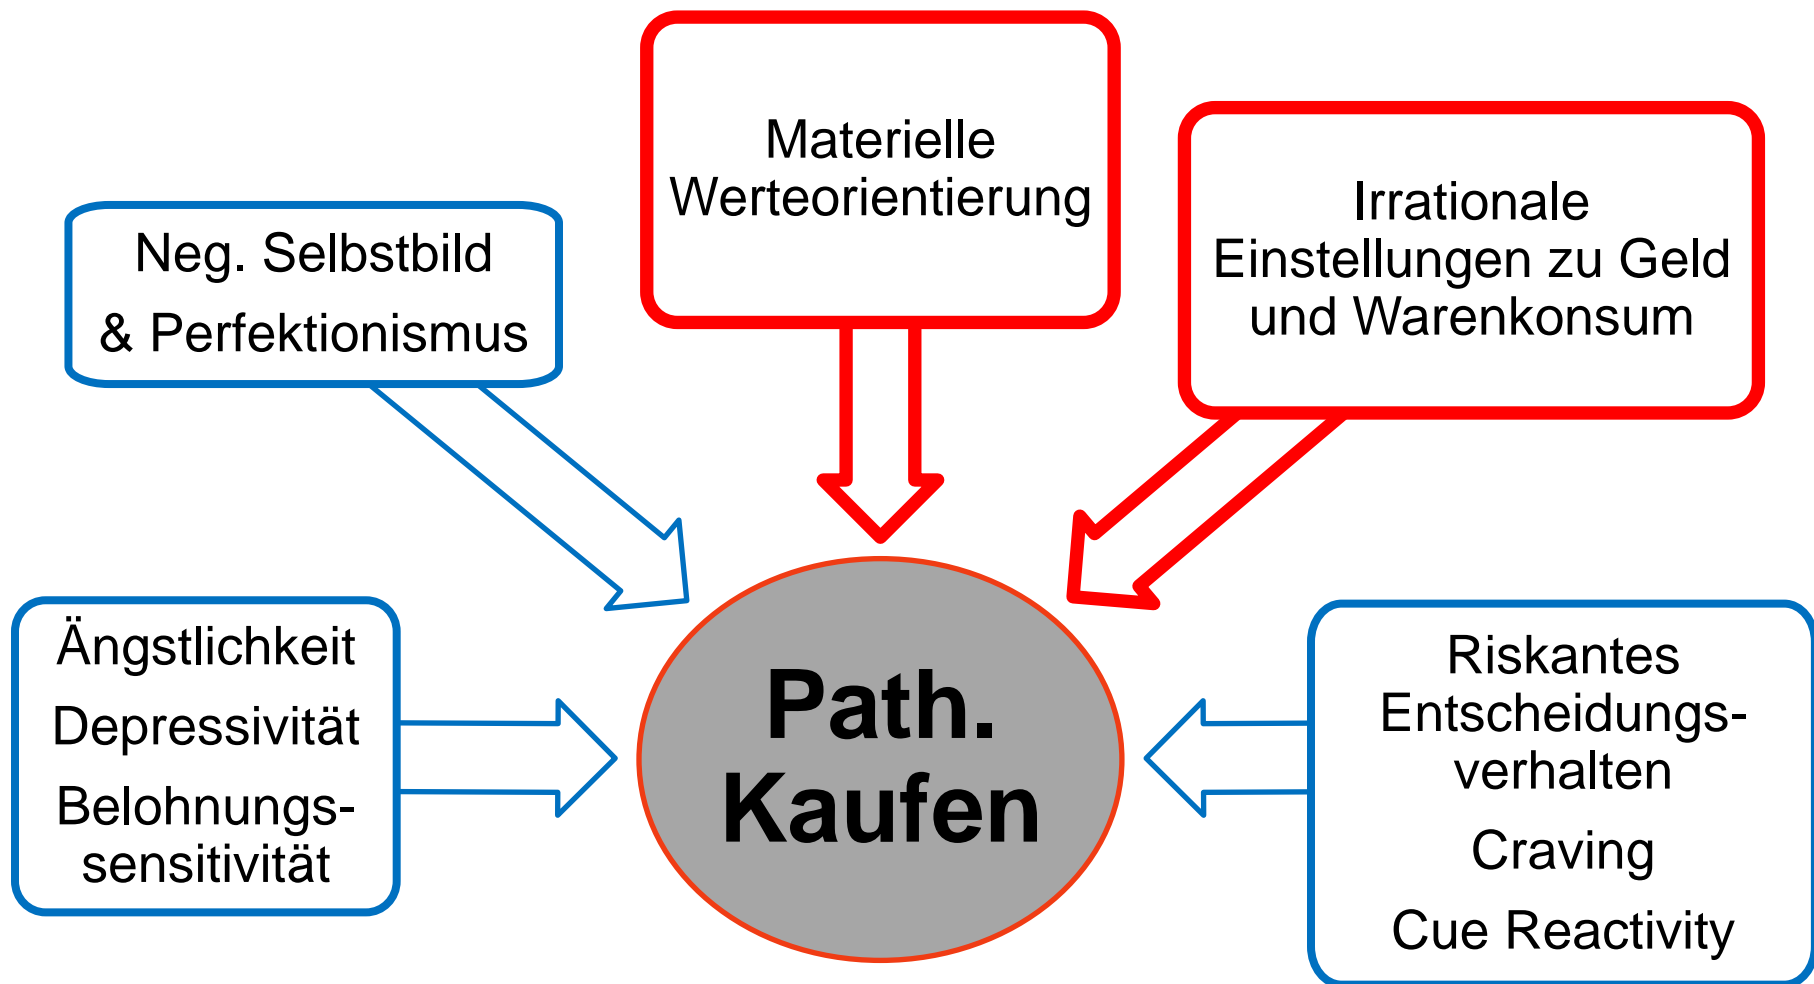 Materielle
Werteorientierung
Irrationale
Einstellungen zu Geld
und Warenkonsum
Neg. Selbstbild
& Perfektionismus
Ängstlichkeit
Depressivität
Belohnungs-
sensitivität
Path.
Kaufen
Riskantes
Entscheidungs-
verhalten
Craving
Cue Reactivity